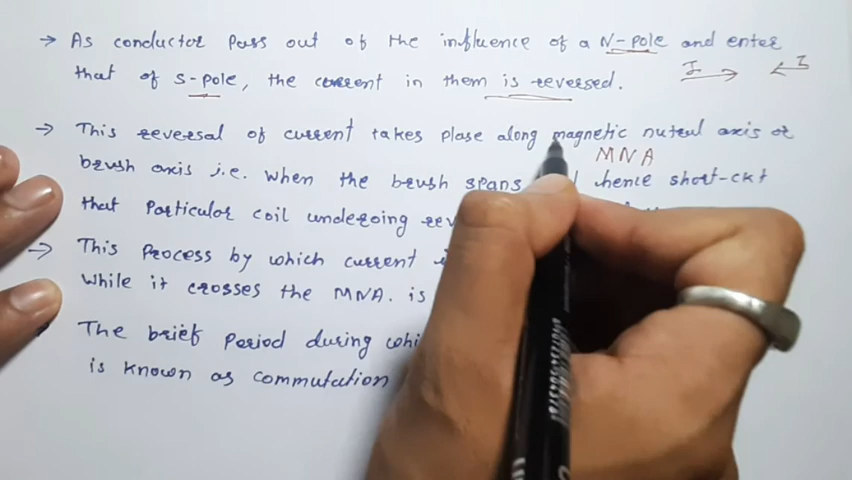 → As conductor Pass out of the influence of a N-pole and enter
that of S-pole, the current in them is reversed. I I
→ This reversal of current takes plase along magnetic nutrul axis or
MNA
brush axis i.e. when the brush spans hence short-ckt
that Particulor coil undergoing
→ This Process by which current
While it crosses the MNA. is
The brief Period during
is known as commutation